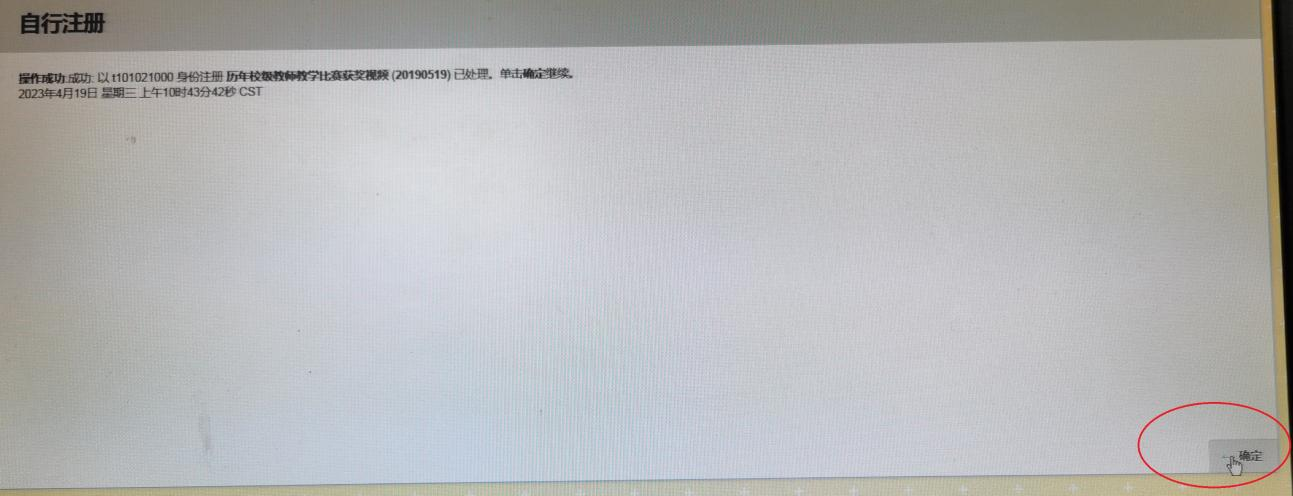 自行注册
操作成功:成功: 以 t101021000 身份注册 历年校级教师教学比赛获奖视频 (20190519) 已处理。单击确定继续。
2023年4月19日 星期三 上午10时43分42秒 CST
← 确定